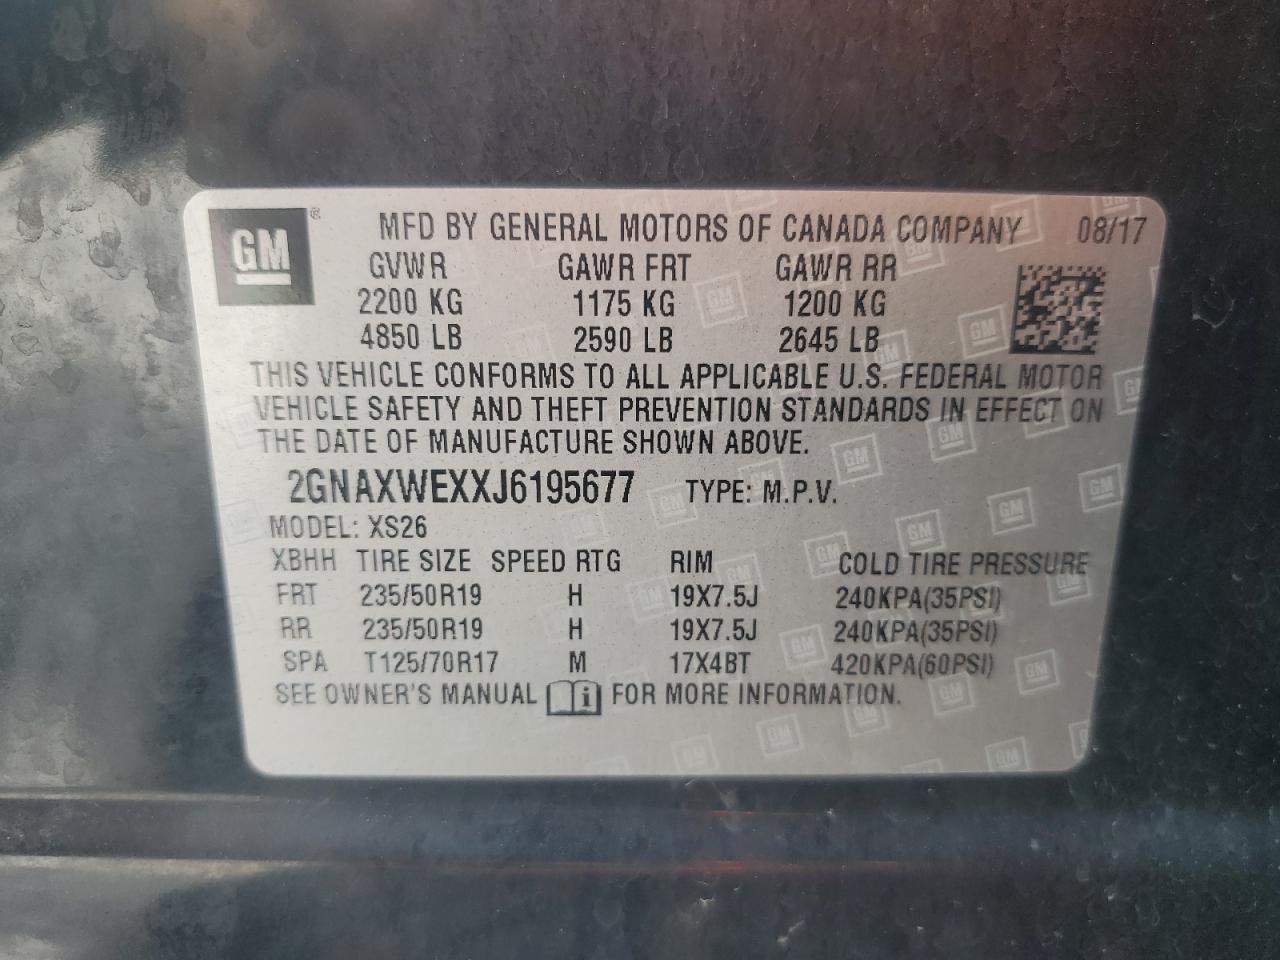 GM ® MFD BY GENERAL MOTORS OF CANADA COMPANY 08/17
GVWR GAWR FRT GAWR RR
2200 KG 1175 KG 1200 KG
4850 LB 2590 LB 2645 LB
THIS VEHICLE CONFORMS TO ALL APPLICABLE U.S. FEDERAL MOTOR
VEHICLE SAFETY AND THEFT PREVENTION STANDARDS IN EFFECT ON
THE DATE OF MANUFACTURE SHOWN ABOVE.
2GNAXWEXXJ6195677 TYPE: M.P.V.
MODEL: XS26
XBHH TIRE SIZE SPEED RTG RIM COLD TIRE PRESSURE
FRT 235/50R19 H 19X7.5J 240KPA(35PSI)
RR 235/50R19 H 19X7.5J 240KPA(35PSI)
SPA T125/70R17 M 17X4BT 420KPA(60PSI)
SEE OWNER'S MANUAL i FOR MORE INFORMATION.